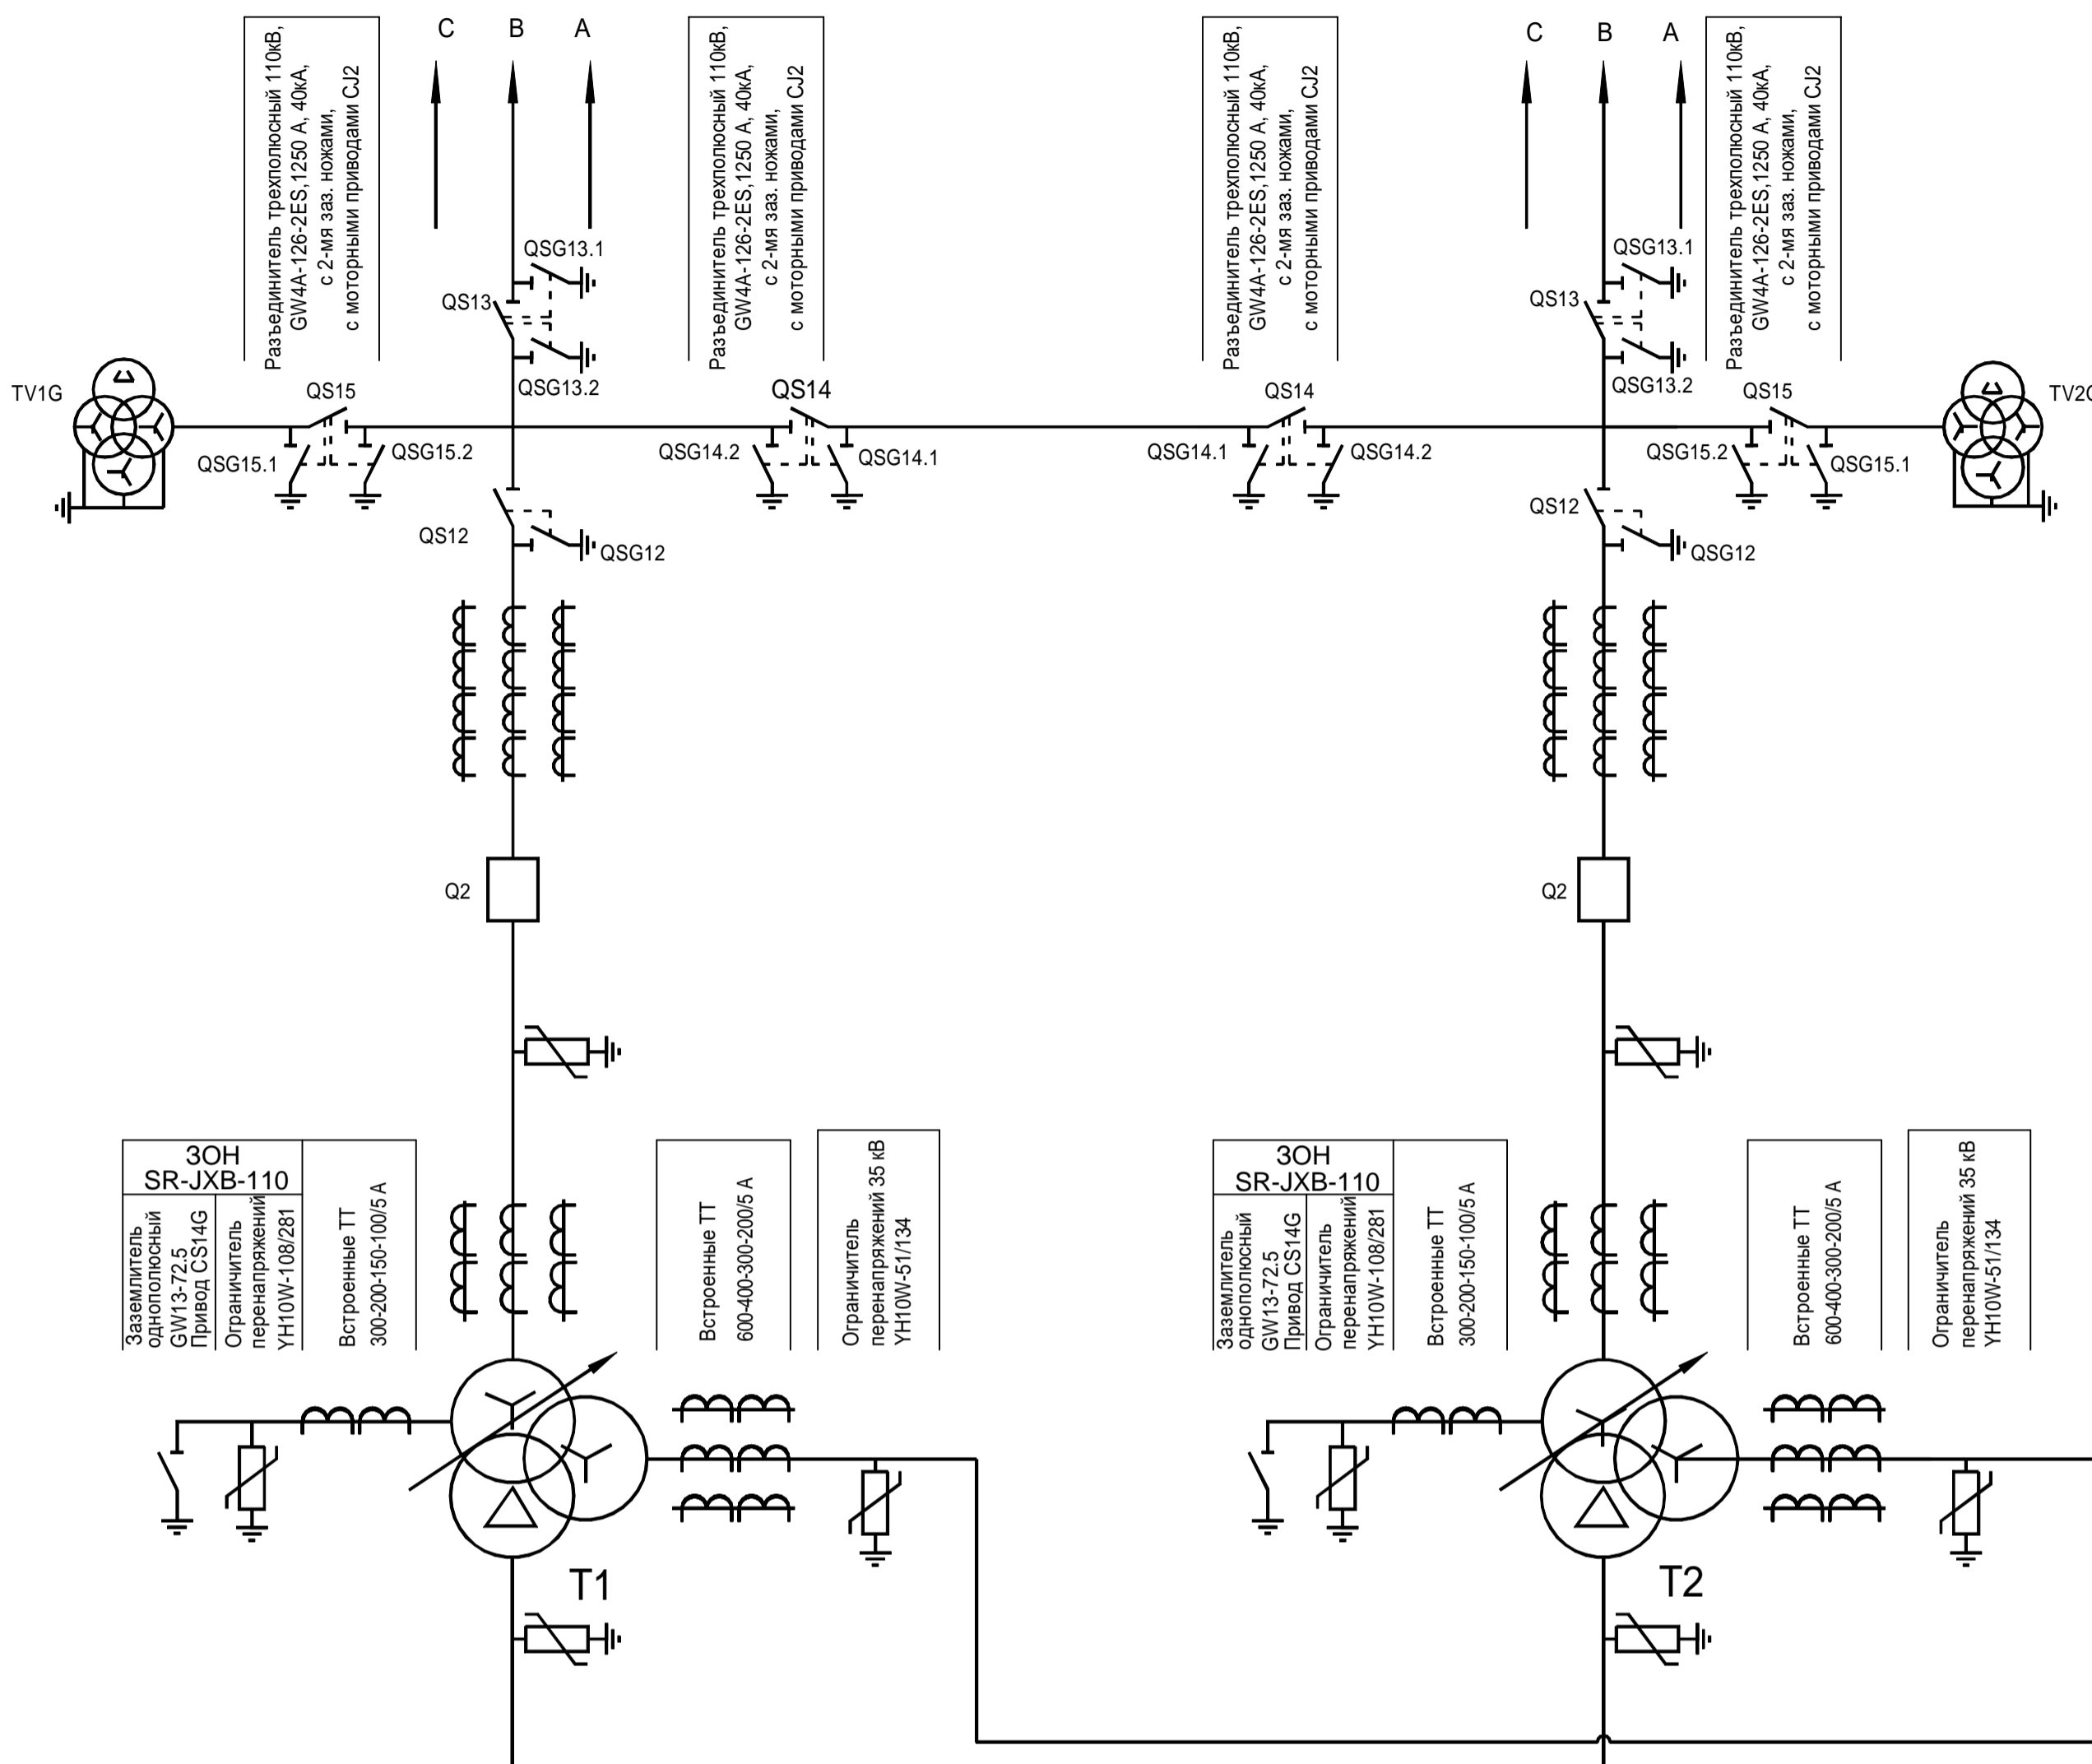 Разъединитель трехполюсный 110кВ,
GW4A-126-2ES,1250 А, 40кА,
с 2-мя заз. ножами,
с моторными приводами CJ2
C
B
A
Разъединитель трехполюсный 110кВ,
GW4A-126-2ES,1250 А, 40кА,
с 2-мя заз. ножами,
с моторными приводами CJ2
Разъединитель трехполюсный 110кВ,
GW4A-126-2ES,1250 А, 40кА,
с 2-мя заз. ножами,
с моторными приводами CJ2
C
B
A
Разъединитель трехполюсный 110кВ,
GW4A-126-2ES,1250 А, 40кА,
с 2-мя заз. ножами,
с моторными приводами CJ2
QSG13.1
QS13
QSG13.2
QSG13.1
QS13
QSG13.2
TV1G
QS15
QS14
QS14
QS15
TV2G
QSG15.1
QSG15.2
QSG14.2
QSG14.1
QSG14.1
QSG14.2
QSG15.2
QSG15.1
QS12
QSG12
QS12
QSG12
Q2
Q2
ЗОН
SR-JXB-110
Заземлитель
однополюсный
GW13-72.5
Привод CS14G
Ограничитель
перенапряжений
YH10W-108/281
Встроенные ТТ
300-200-150-100/5 А
Встроенные ТТ
600-400-300-200/5 А
Ограничитель
перенапряжений 35 кВ
YH10W-51/134
ЗОН
SR-JXB-110
Заземлитель
однополюсный
GW13-72.5
Привод CS14G
Ограничитель
перенапряжений
YH10W-108/281
Встроенные ТТ
300-200-150-100/5 А
Встроенные ТТ
600-400-300-200/5 А
Ограничитель
перенапряжений 35 кВ
YH10W-51/134
T1
T2